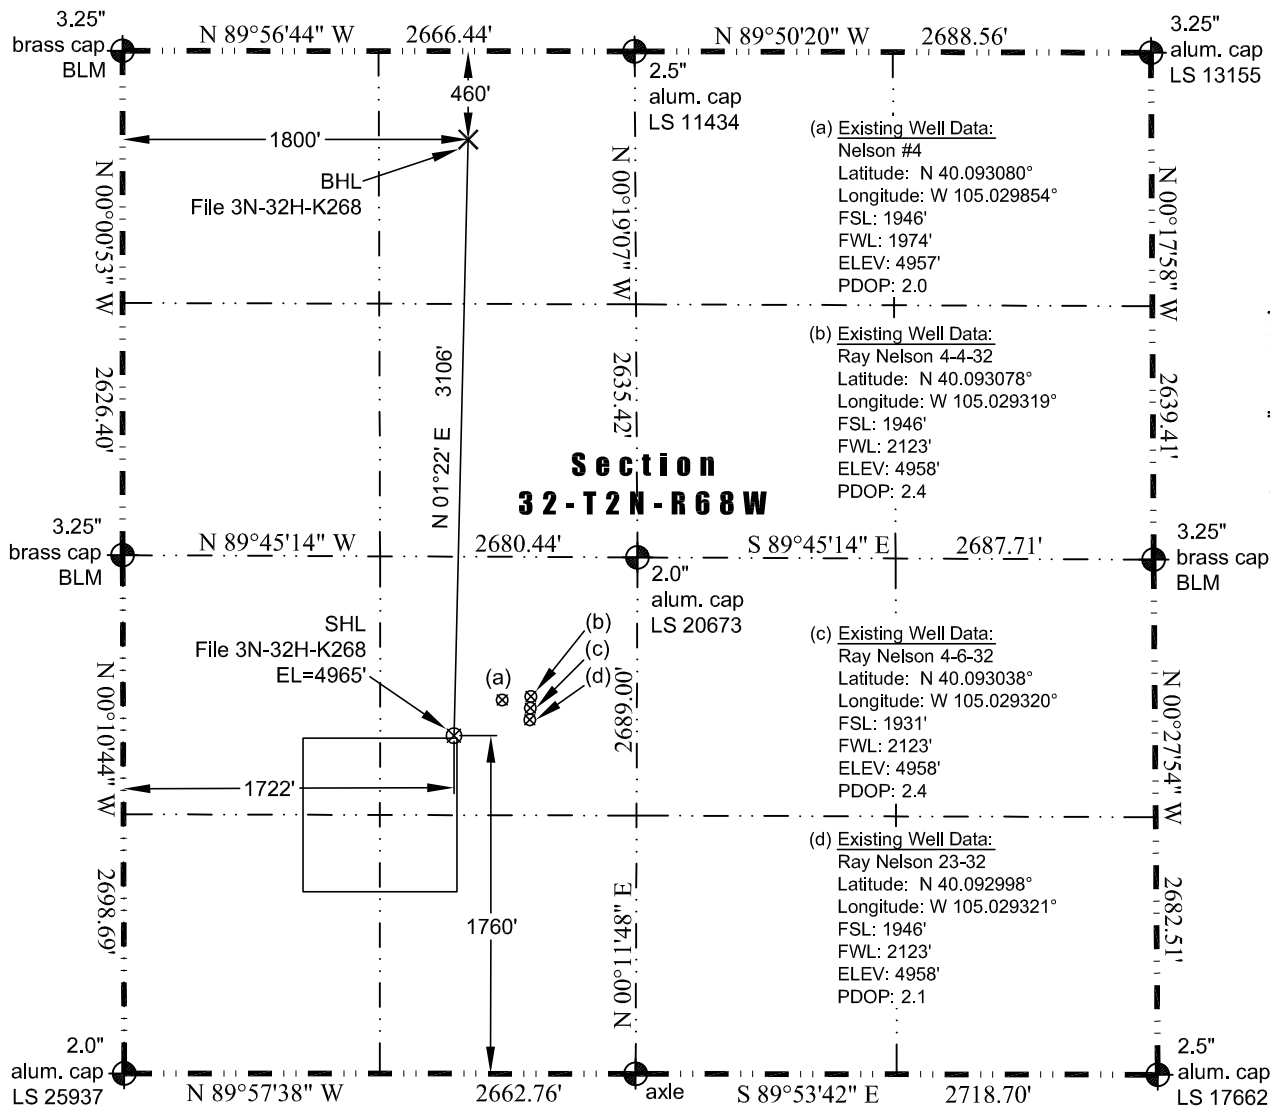 3.25"
brass cap
BLM
N 89°56'44" W
2666.44'
N 89°50'20" W
2688.56'
3.25"
alum. cap
LS 13155
2.5"
alum. cap
LS 11434
460'
1800'
BHL
File 3N-32H-K268
N 00°00'53" W
2626.40'
N 00°19'07" W
2635.42'
N 00°17'58" W
2639.41'
N 01°22' E 3106'
(a) Existing Well Data:
Nelson #4
Latitude: N 40.093080°
Longitude: W 105.029854°
FSL: 1946'
FWL: 1974'
ELEV: 4957'
PDOP: 2.0
(b) Existing Well Data:
Ray Nelson 4-4-32
Latitude: N 40.093078°
Longitude: W 105.029319°
FSL: 1946'
FWL: 2123'
ELEV: 4958'
PDOP: 2.4
Section
32-T2N-R68W
3.25"
brass cap
BLM
N 89°45'14" W
2680.44'
S 89°45'14" E
2687.71'
3.25"
brass cap
BLM
2.0"
alum. cap
LS 20673
SHL
File 3N-32H-K268
EL=4965'
(a)
(b)
(c)
(d)
(c) Existing Well Data:
Ray Nelson 4-6-32
Latitude: N 40.093038°
Longitude: W 105.029320°
FSL: 1931'
FWL: 2123'
ELEV: 4958'
PDOP: 2.4
N 00°10'44" W
2698.69'
2689.00'
N 00°11'48" E
N 00°27'54" W
2682.51'
1722'
1760'
(d) Existing Well Data:
Ray Nelson 23-32
Latitude: N 40.092998°
Longitude: W 105.029321°
FSL: 1946'
FWL: 2123'
ELEV: 4958'
PDOP: 2.1
2.0"
alum. cap
LS 25937
N 89°57'38" W
2662.76'
axle
S 89°53'42" E
2718.70'
2.5"
alum. cap
LS 17662